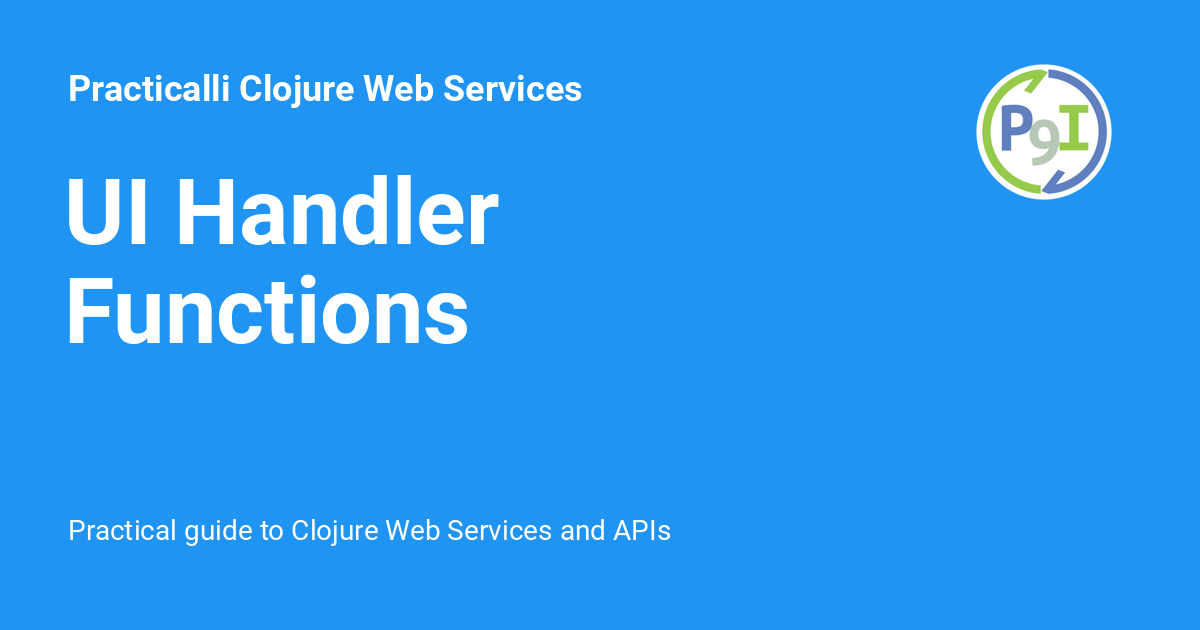 Practicalli Clojure Web Services
P9I
UI Handler
Functions
Practical guide to Clojure Web Services and APIs